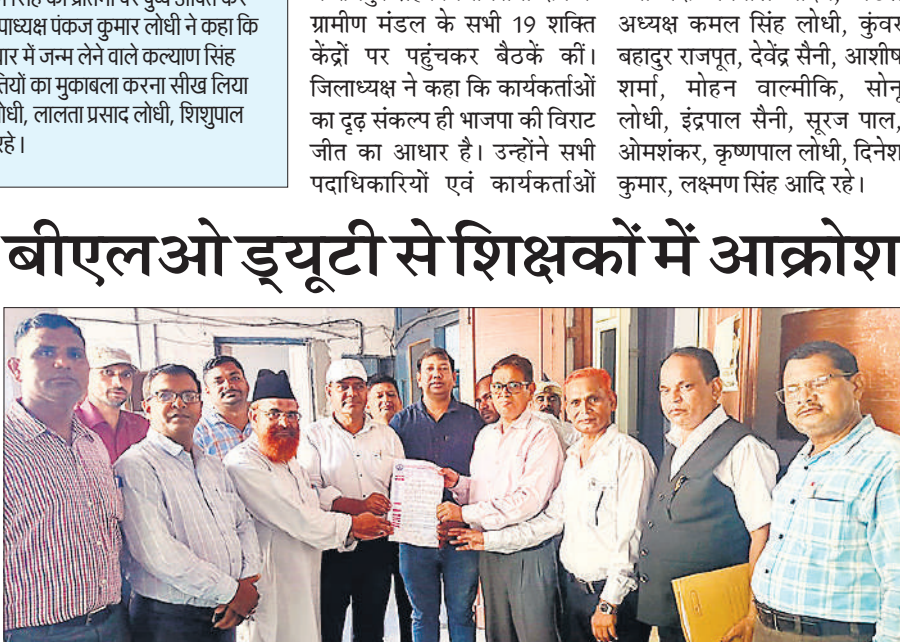 पाध्यक्ष पंकज कुमार लोधी ने कहा कि
में जन्म लेने वाले कल्याण सिंह
का मुकाबला करना सीख लिया
लालता प्रसाद लोधी, शिशुपाल
रहे।
ग्रामीण मंडल के सभी 19 शक्ति
केंद्रों पर पहुंचकर बैठकें कीं।
जिलाध्यक्ष ने कहा कि कार्यकर्ताओं
का दृढ़ संकल्प ही भाजपा की विराट
जीत का आधार है। उन्होंने सभी
पदाधिकारियों एवं कार्यकर्ताओं
अध्यक्ष कमल सिंह लोधी, कुंवर
बहादुर राजपूत, देवेंद्र सैनी, आशीष
शर्मा, मोहन वाल्मीकि, सोनू
लोधी, इंद्रपाल सैनी, सूरज पाल,
ओमशंकर, कृष्णपाल लोधी, दिनेश
कुमार, लक्ष्मण सिंह आदि रहे।
बीएलओ ड्यूटी से शिक्षकों में आक्रोश